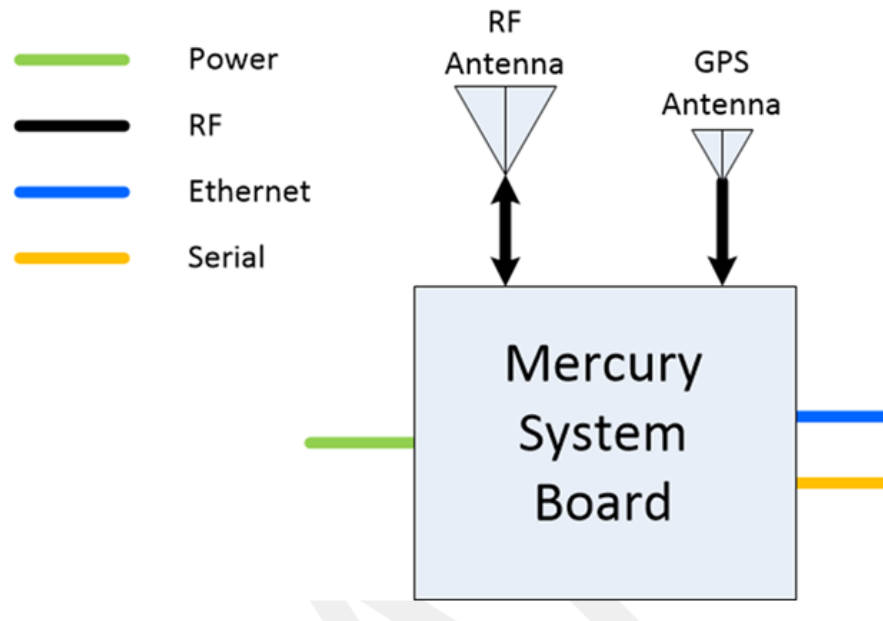 Power
RF
Ethernet
Serial
RF
Antenna
GPS
Antenna
Mercury
System
Board